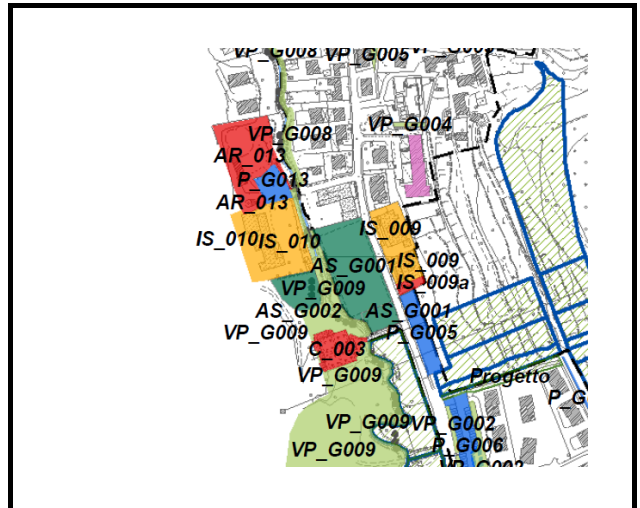 VP_G008
VP_G005
VP_G004
VP_G008
AR_013
P_G013
AR_013
IS_009
IS_010
IS_010
AS_G001
IS_009
IS_009a
VP_G009
AS_G002
AS_G001
VP_G009
P_G005
C_003
VP_G009
Progetto
P_G
VP_G009
VP_G002
VP_G009
P_G006